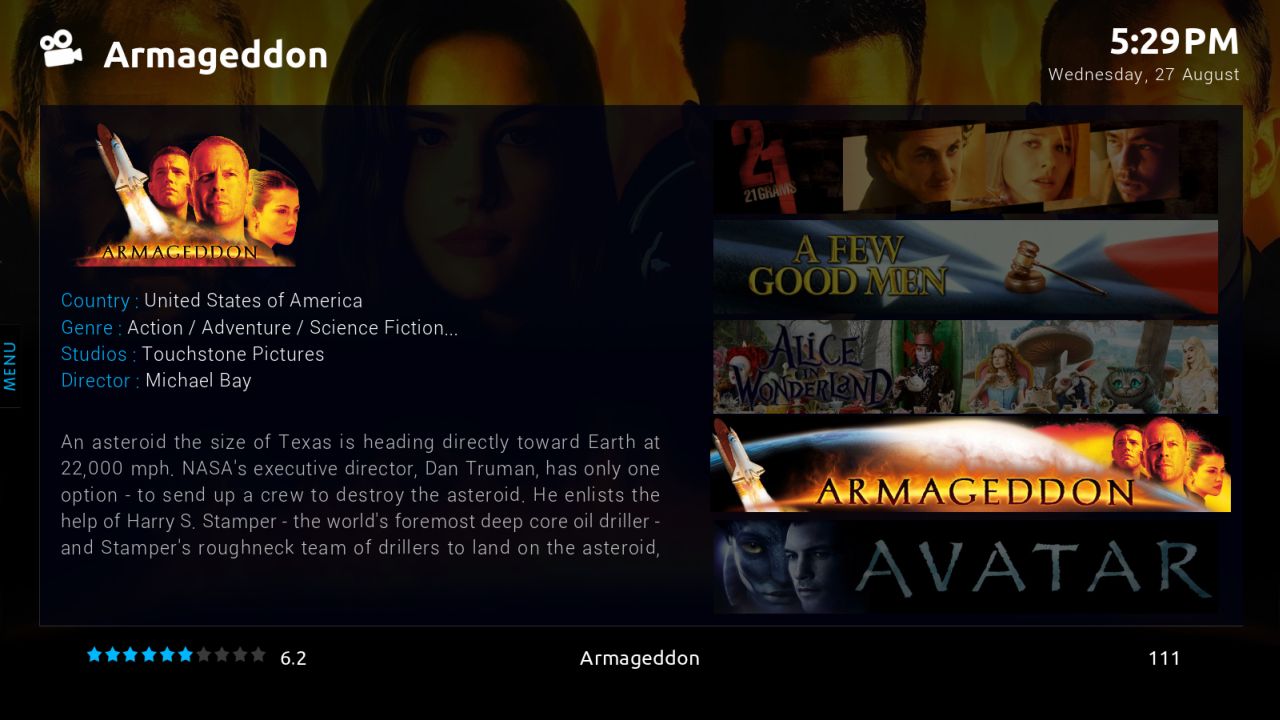 Armageddon
5:29 PM
Wednesday, 27 August
ARMAGEDDON
Country : United States of America
Genre : Action / Adventure / Science Fiction...
Studios : Touchstone Pictures
Director : Michael Bay
An asteroid the size of Texas is heading directly toward Earth at
22,000 mph. NASA's executive director, Dan Truman, has only one
option - to send up a crew to destroy the asteroid. He enlists the
help of Harry S. Stamper - the world's foremost deep core oil driller -
and Stamper's roughneck team of drillers to land on the asteroid,
MENU
21
21 GRAMS
A FEW
GOOD MEN
ALICE
IN
WONDERLAND
ARMAGEDDON
AVATAR
6.2
Armageddon
111